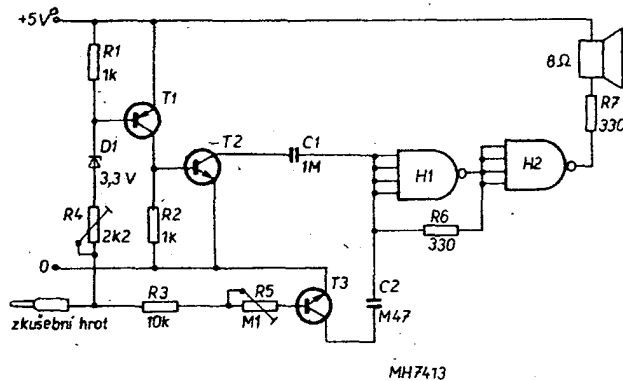 +5V
R1
1k
T1
D1
3,3 V
R4
2k2
R2
1k
T2
C1
1M
H1
H2
8Ω
R7
330
R6
330
0
zkušební hrot
R3
10k
R5
M1
T3
C2
M47
MH7413